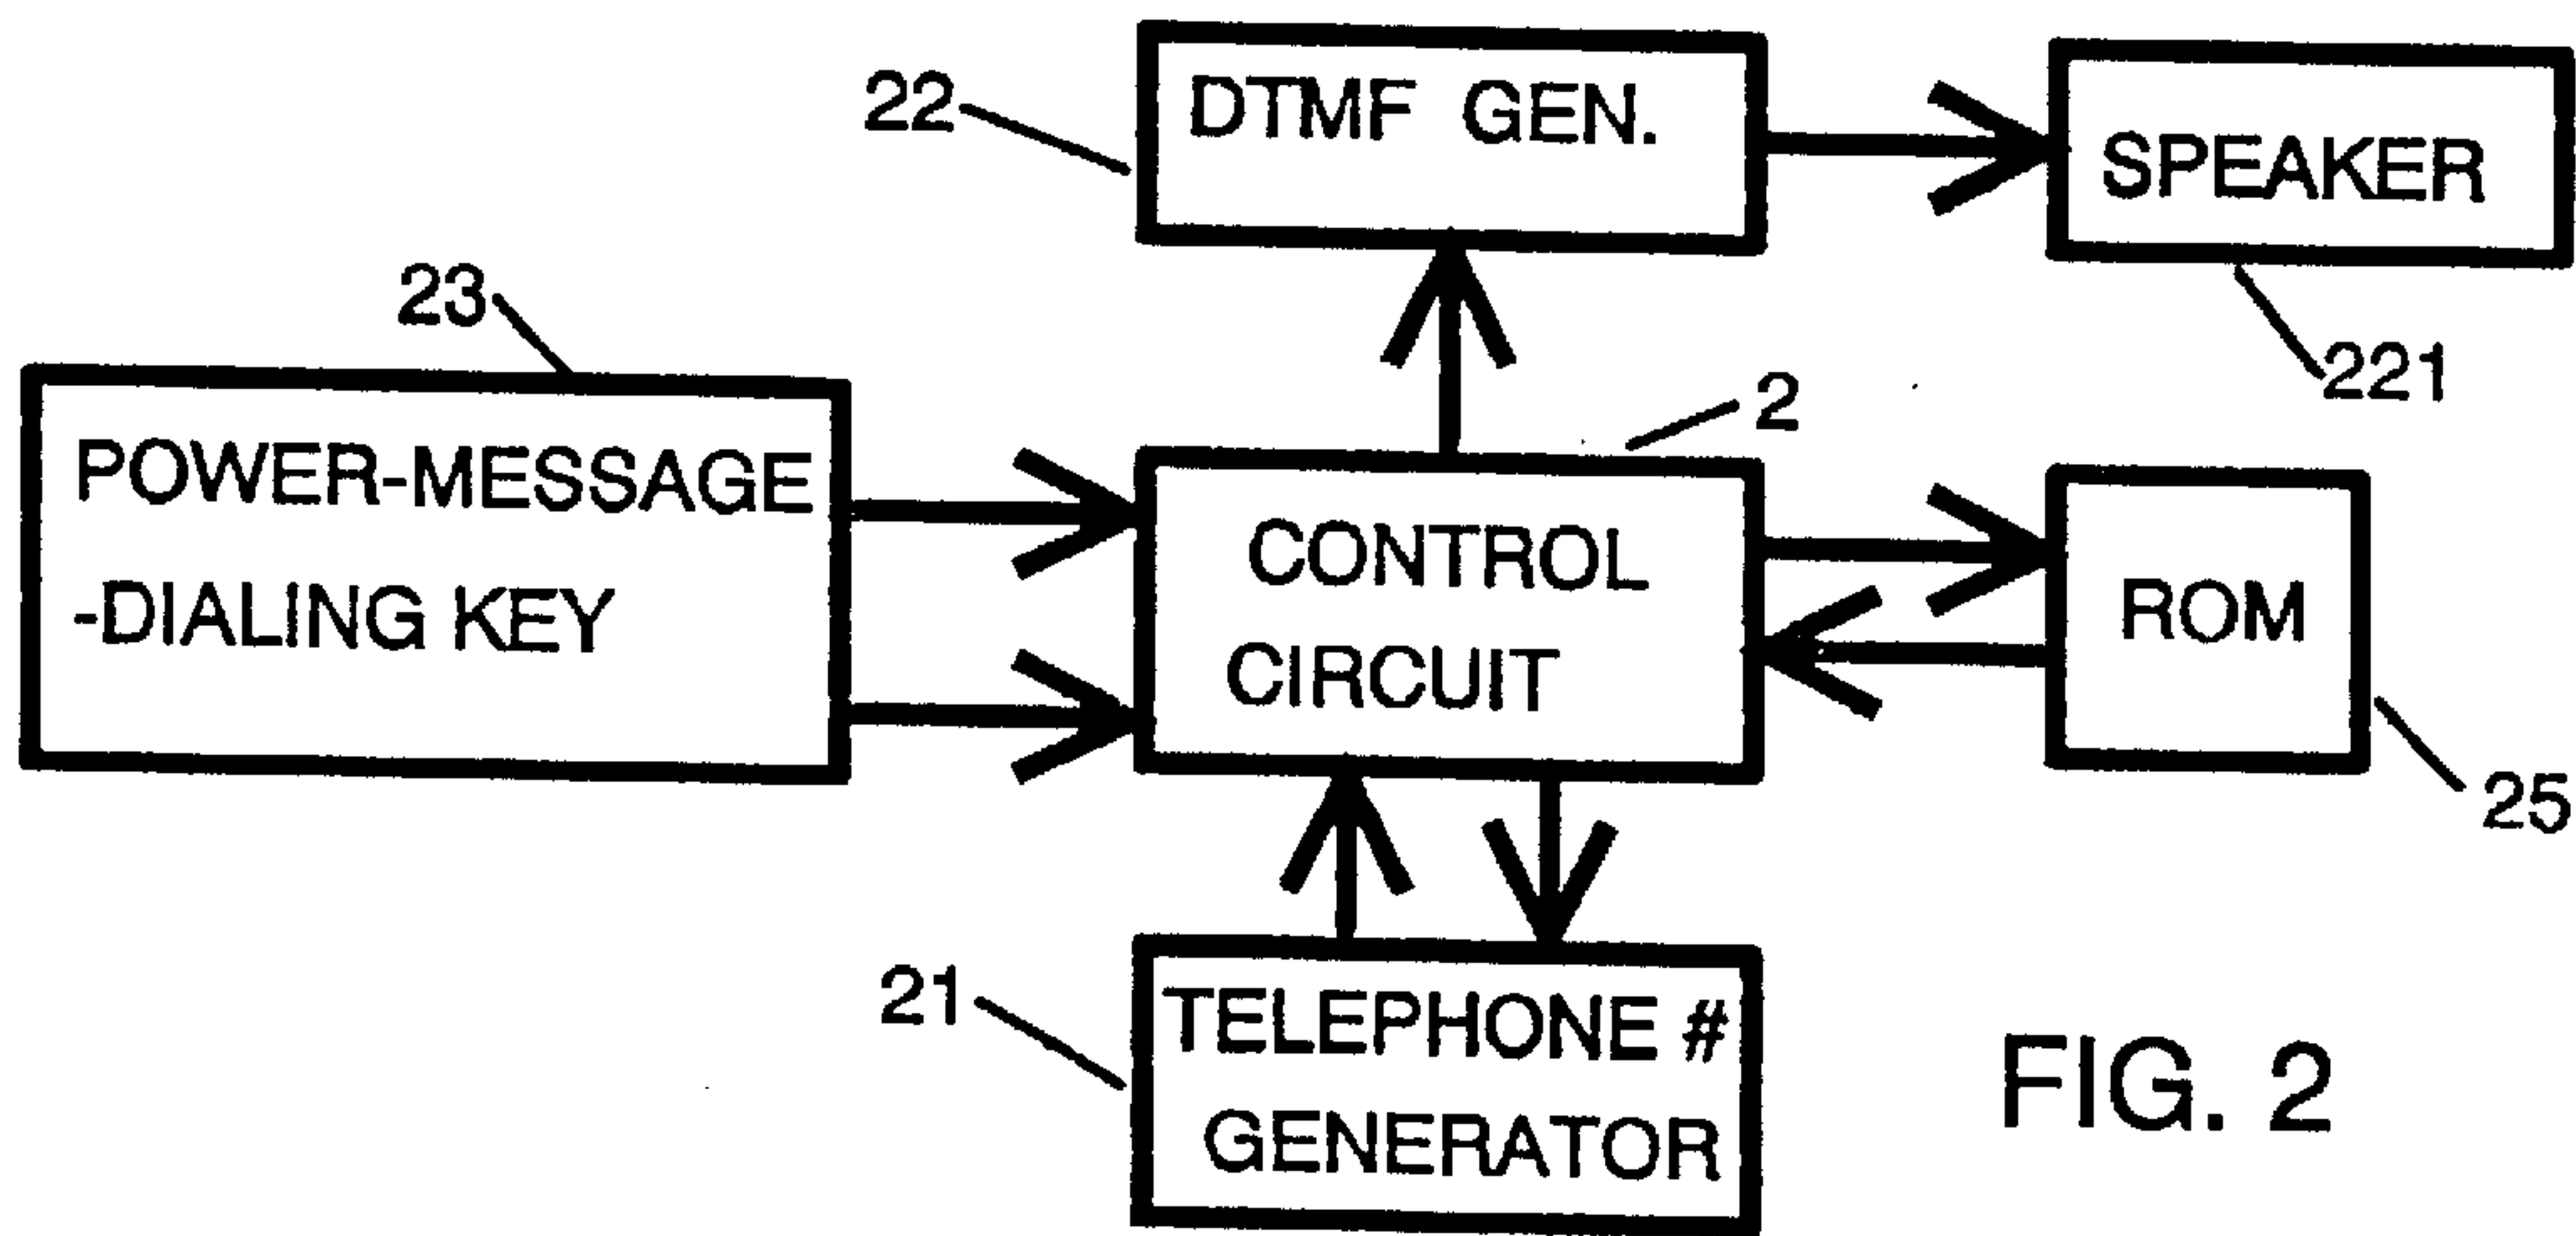 22
DTMF GEN.
SPEAKER
221
23
POWER-MESSAGE
-DIALING KEY
2
CONTROL
CIRCUIT
ROM
25
21
TELEPHONE #
GENERATOR
FIG. 2